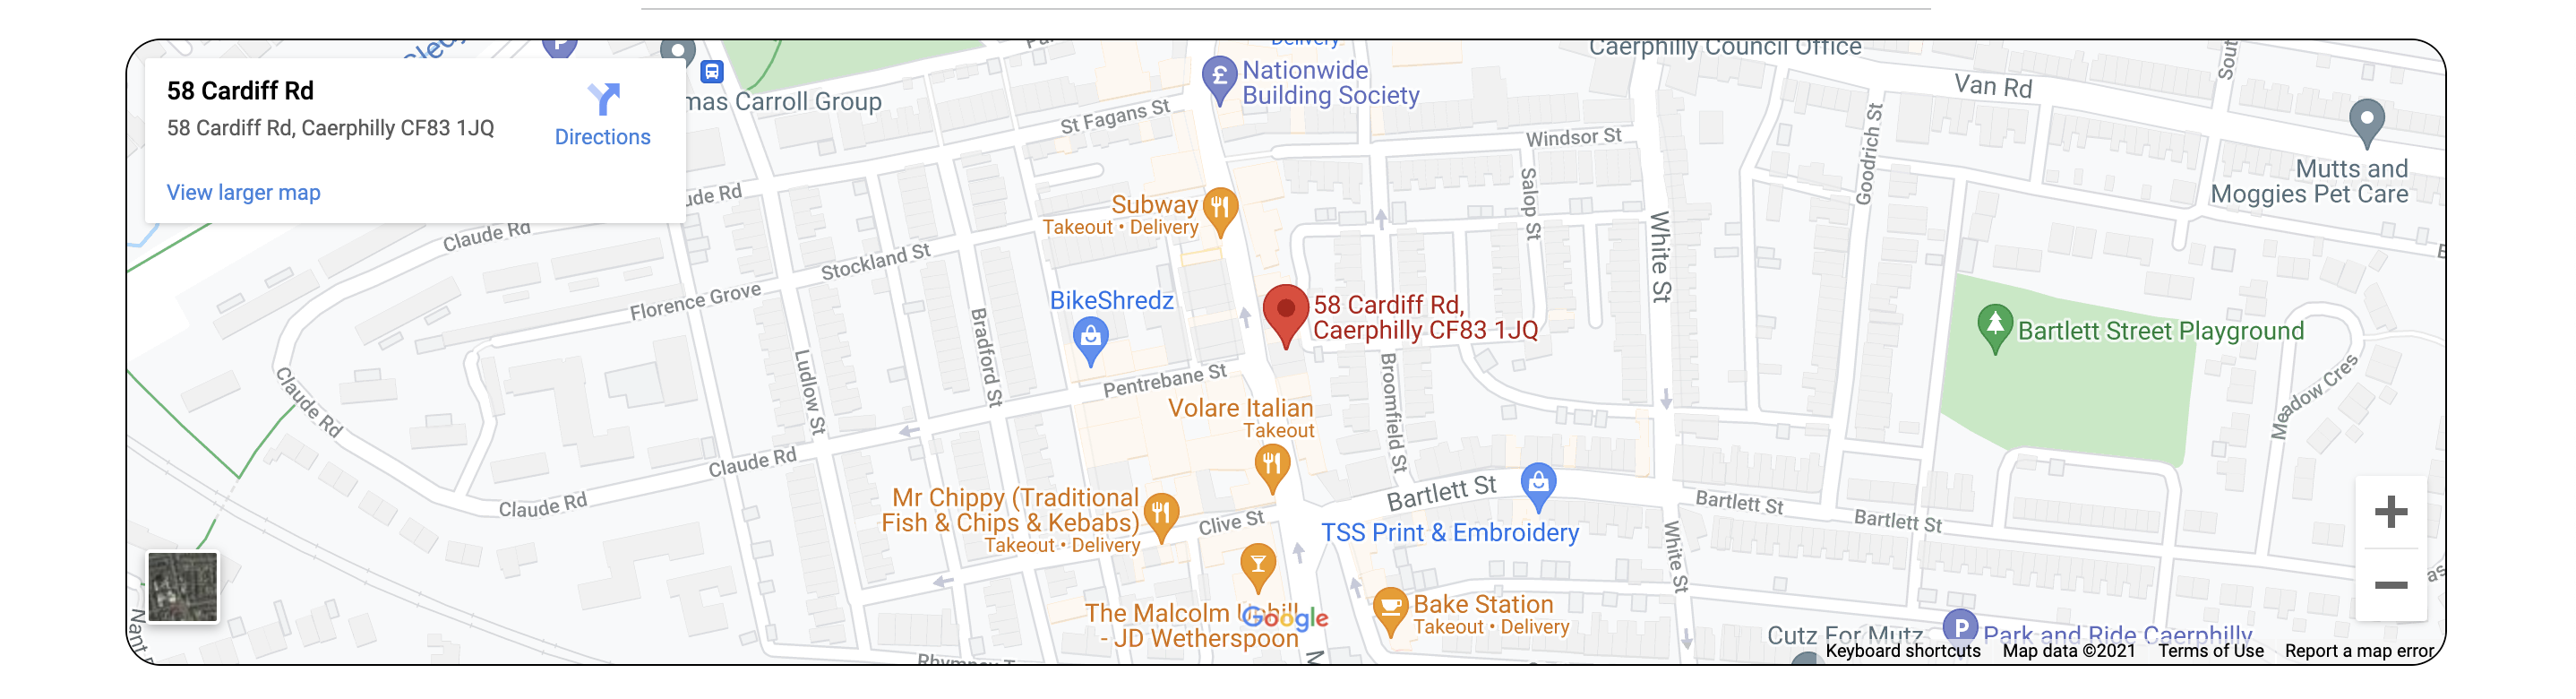 58 Cardiff Rd
58 Cardiff Rd, Caerphilly CF83 1JQ
Directions
View larger map
Delivery
Caerphilly Council Office
Nationwide
Building Society
Van Rd
mas Carroll Group
St Fagans St
Windsor St
Goodrich St
Mutts and
Moggies Pet Care
ude Rd
Subway
Takeout • Delivery
Salop St
White St
Claude Rd
Stockland St
Florence Grove
BikeShredz
58 Cardiff Rd,
Caerphilly CF83 1JQ
Bartlett Street Playground
Bradford St
Ludlow St
Pentrebane St
Broomfield St
Meadow Cres
Claude Rd
Volare Italian
Takeout
Claude Rd
Claude Rd
Mr Chippy (Traditional
Fish & Chips & Kebabs)
Takeout • Delivery
Clive St
Bartlett St
TSS Print & Embroidery
Bartlett St
Bartlett St
White St
The Malcolm Uphill
- JD Wetherspoon
Google
Bake Station
Takeout • Delivery
Cutz For Mutz
Park and Ride Caerphilly
Nant
Keyboard shortcuts
Map data ©2021
Terms of Use
Report a map error